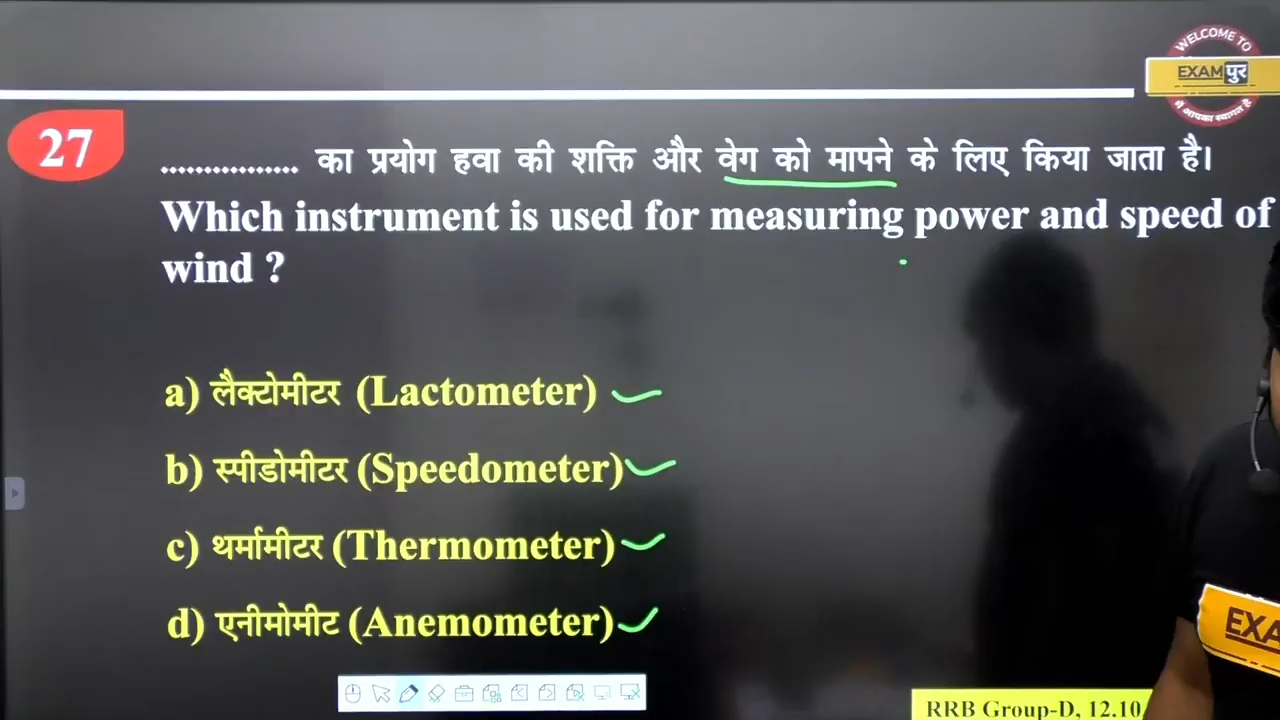 WELCOME TO
EXAMपुर
में आपका स्वागत है
27
................ का प्रयोग हवा की शक्ति और वेग को मापने के लिए किया जाता है।
Which instrument is used for measuring power and speed of
wind ?
a) लैक्टोमीटर (Lactometer)
b) स्पीडोमीटर (Speedometer)
c) थर्मामीटर (Thermometer)
d) एनीमोमीट (Anemometer)
EXA
RRB Group-D, 12.10